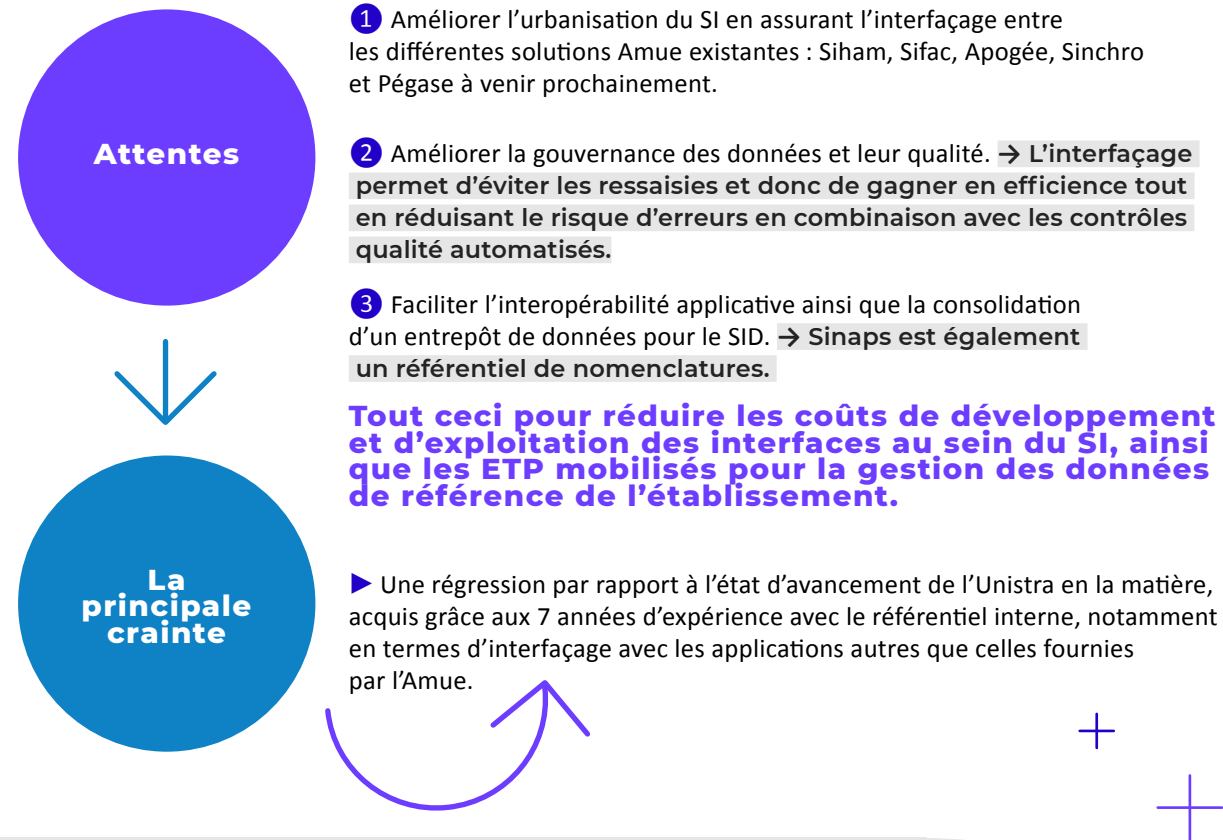 Attentes
1 Améliorer l’urbanisation du SI en assurant l’interfaçage entre
les différentes solutions Amue existantes : Siham, Sifac, Apogée, Sinchro
et Pégase à venir prochainement.
2 Améliorer la gouvernance des données et leur qualité. → L’interfaçage
permet d’éviter les ressaisies et donc de gagner en efficience tout
en réduisant le risque d’erreurs en combinaison avec les contrôles
qualité automatisés.
3 Faciliter l’interopérabilité applicative ainsi que la consolidation
d’un entrepôt de données pour le SID. → Sinaps est également
un référentiel de nomenclatures.
Tout ceci pour réduire les coûts de développement
et d’exploitation des interfaces au sein du SI, ainsi
que les ETP mobilisés pour la gestion des données
de référence de l’établissement.
La
principale
crainte
▶ Une régression par rapport à l’état d’avancement de l’Unistra en la matière,
acquis grâce aux 7 années d’expérience avec le référentiel interne, notamment
en termes d’interfaçage avec les applications autres que celles fournies
par l’Amue.